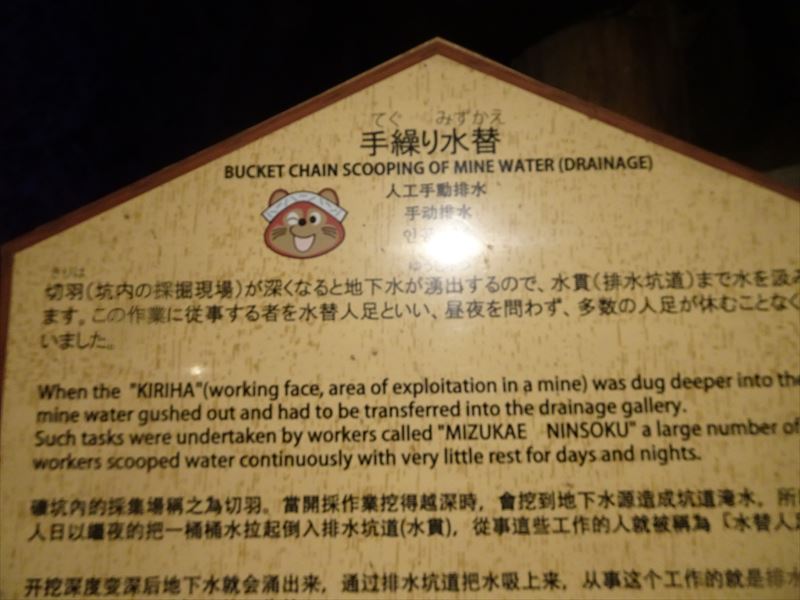 てぐ みずかえ
手繰り水替
BUCKET CHAIN SCOOPING OF MINE WATER (DRAINAGE)
人工手動排水
手动排水
인공
きりは
切羽(坑内の採掘現場)が深くなると地下水が湧出するので、水貫(排水坑道)まで水を汲み
ます。この作業に従事する者を水替人足といい、昼夜を問わず、多数の人足が休むことなく
いました。
When the "KIRIHA"(working face, area of exploitation in a mine) was dug deeper into the
mine water gushed out and had to be transferred into the drainage gallery.
Such tasks were undertaken by workers called "MIZUKAE NINSOKU" a large number of
workers scooped water continuously with very little rest for days and nights.
礦坑內的採集場稱之為切羽。當開採作業挖得越深時，會挖到地下水源造成坑道淹水。所
人日以繼夜的把一桶桶水拉起倒入排水坑道(水貫)，從事這些工作的人就被稱為『水替人足
开挖深度变深后地下水就会涌出来，通过排水坑道把水吸上来，从事这个工作的就是排水